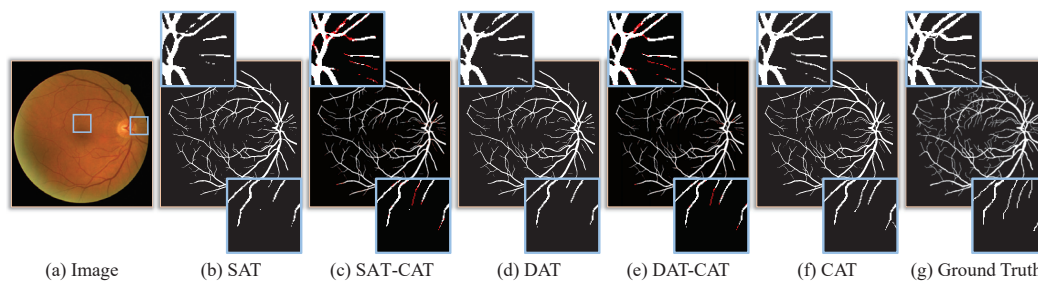 (a) Image
(b) SAT
(c) SAT-CAT
(d) DAT
(e) DAT-CAT
(f) CAT
(g) Ground Truth